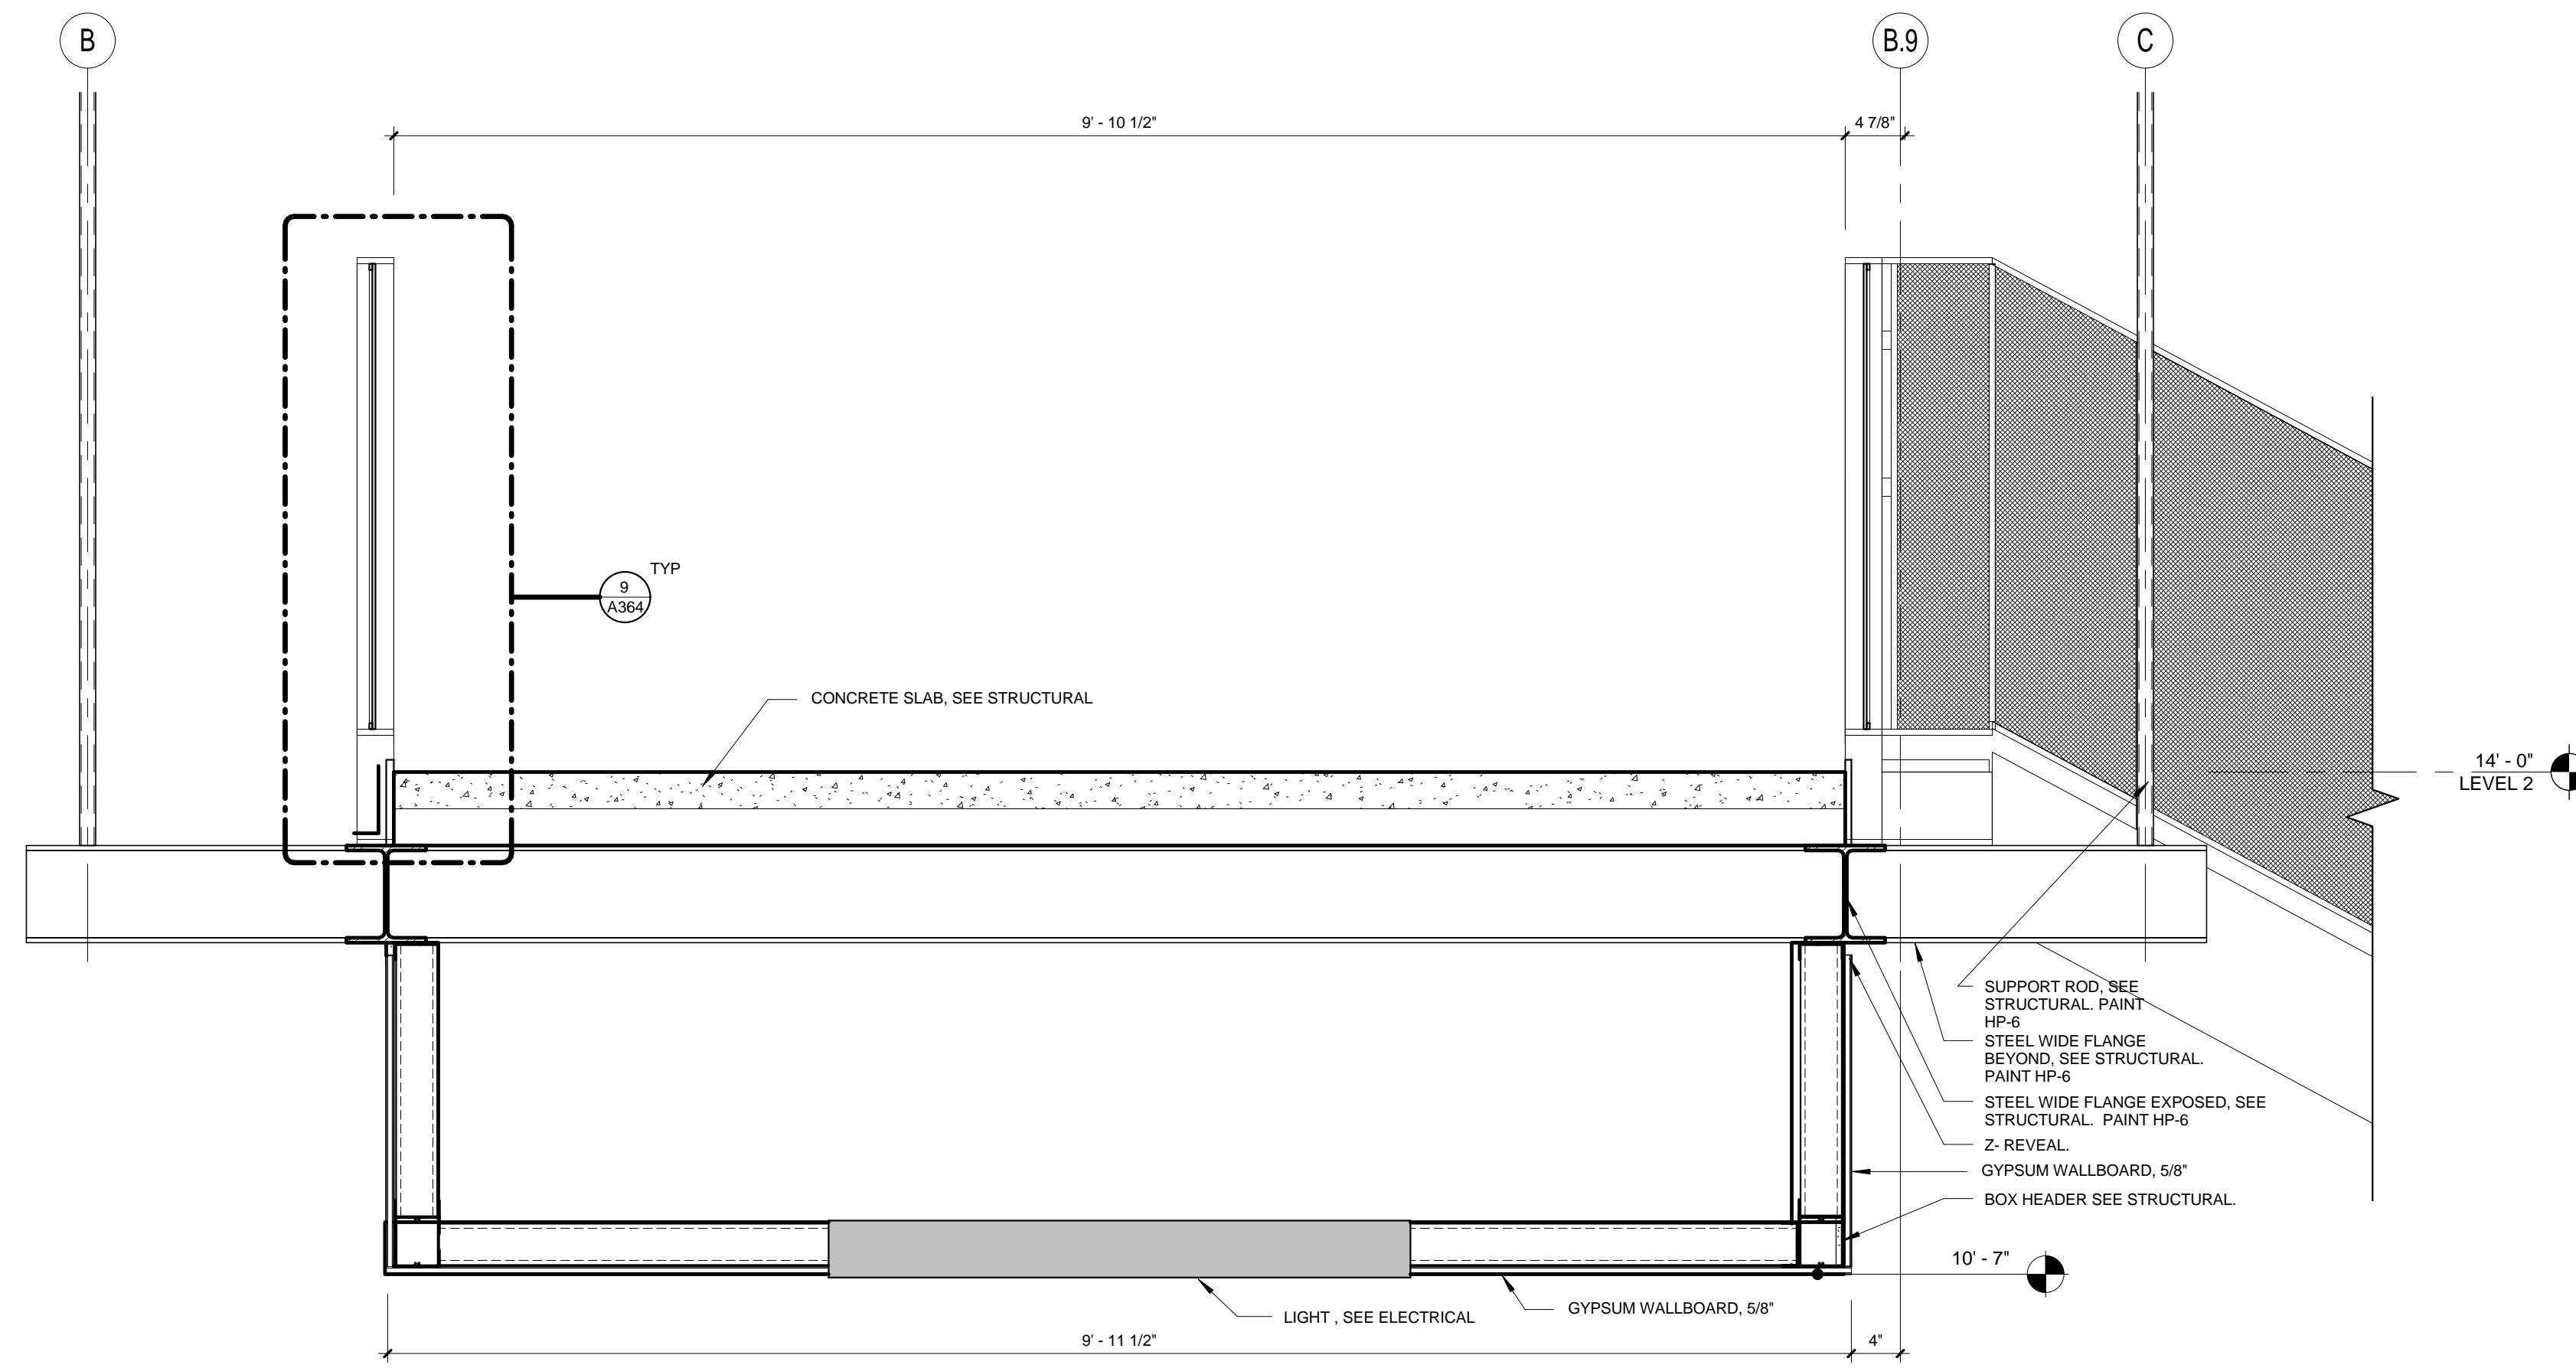 B
B.9
C
9' - 10 1/2"
4 7/8"
TYP
9
A364
CONCRETE SLAB, SEE STRUCTURAL
14' - 0"
LEVEL 2
SUPPORT ROD, SEE
STRUCTURAL. PAINT
HP-6
STEEL WIDE FLANGE
BEYOND, SEE STRUCTURAL.
PAINT HP-6
STEEL WIDE FLANGE EXPOSED, SEE
STRUCTURAL.  PAINT HP-6
Z- REVEAL.
GYPSUM WALLBOARD, 5/8"
BOX HEADER SEE STRUCTURAL.
10' - 7"
GYPSUM WALLBOARD, 5/8"
LIGHT , SEE ELECTRICAL
9' - 11 1/2"
4"